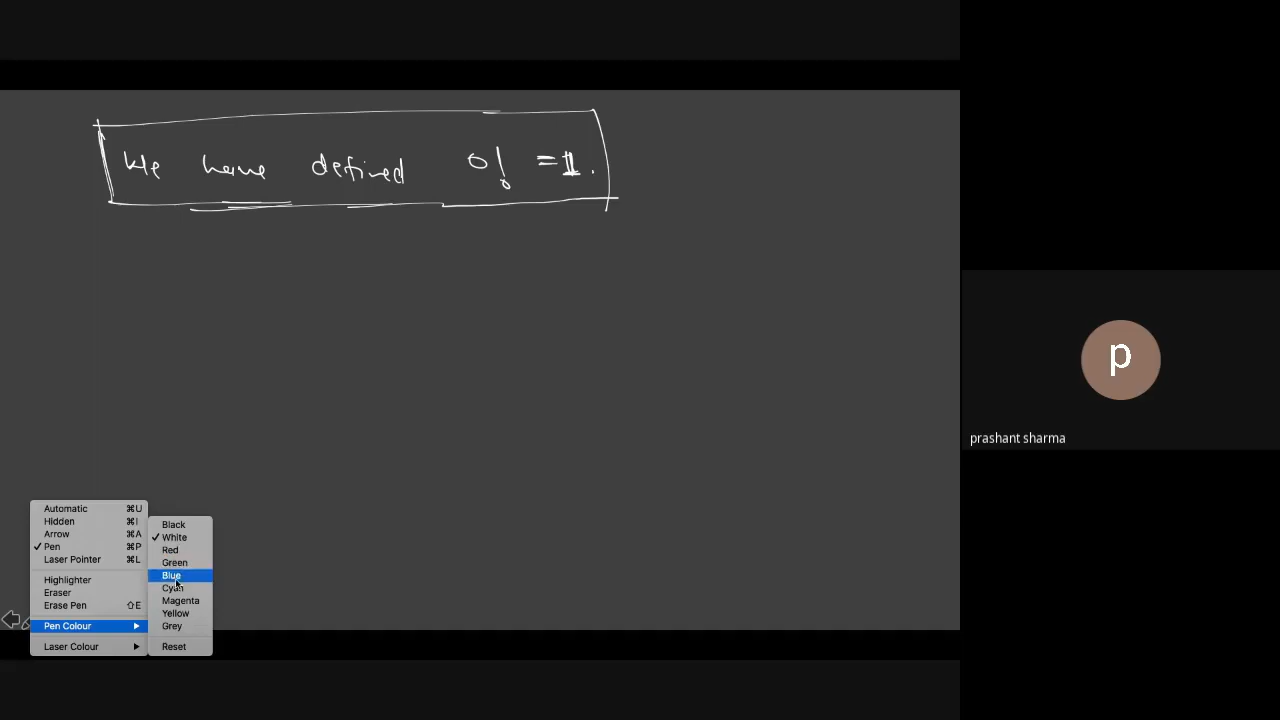 We have defined 0! = 1.
p
prashant sharma
Automatic ⌘U
Hidden ⌘I
Arrow ⌘A
✓ Pen ⌘P
Laser Pointer ⌘L
Highlighter
Eraser
Erase Pen ⇧E
Pen Colour ▶
Laser Colour ▶
Black
✓ White
Red
Green
Blue
Cyan
Magenta
Yellow
Grey
Reset